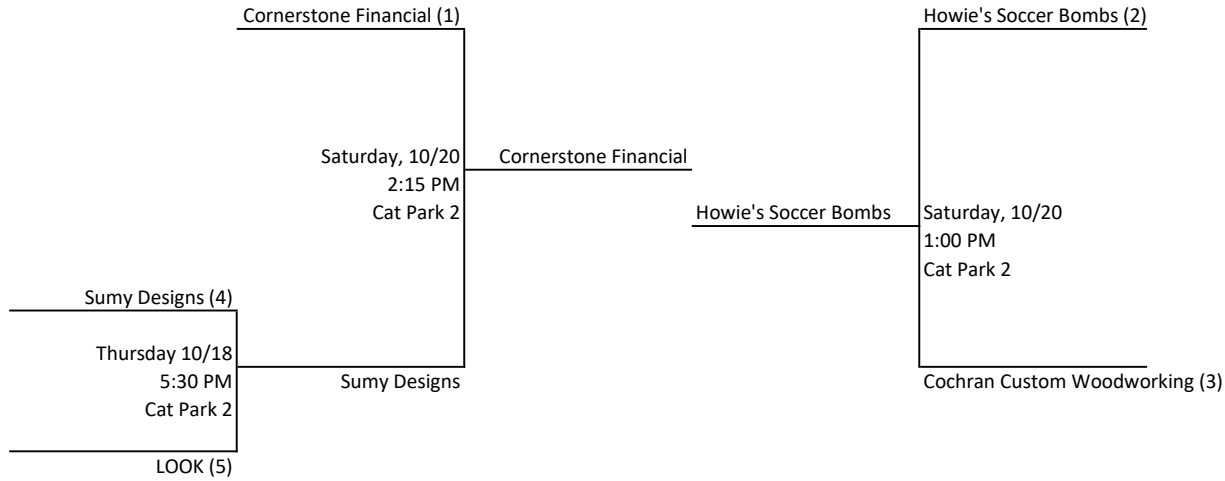 Cornerstone Financial (1)
Howie's Soccer Bombs (2)
Saturday, 10/20
2:15 PM
Cat Park 2
Cornerstone Financial
Howie's Soccer Bombs
Saturday, 10/20
1:00 PM
Cat Park 2
Sumy Designs (4)
Thursday 10/18
5:30 PM
Cat Park 2
Sumy Designs
Cochran Custom Woodworking (3)
LOOK (5)